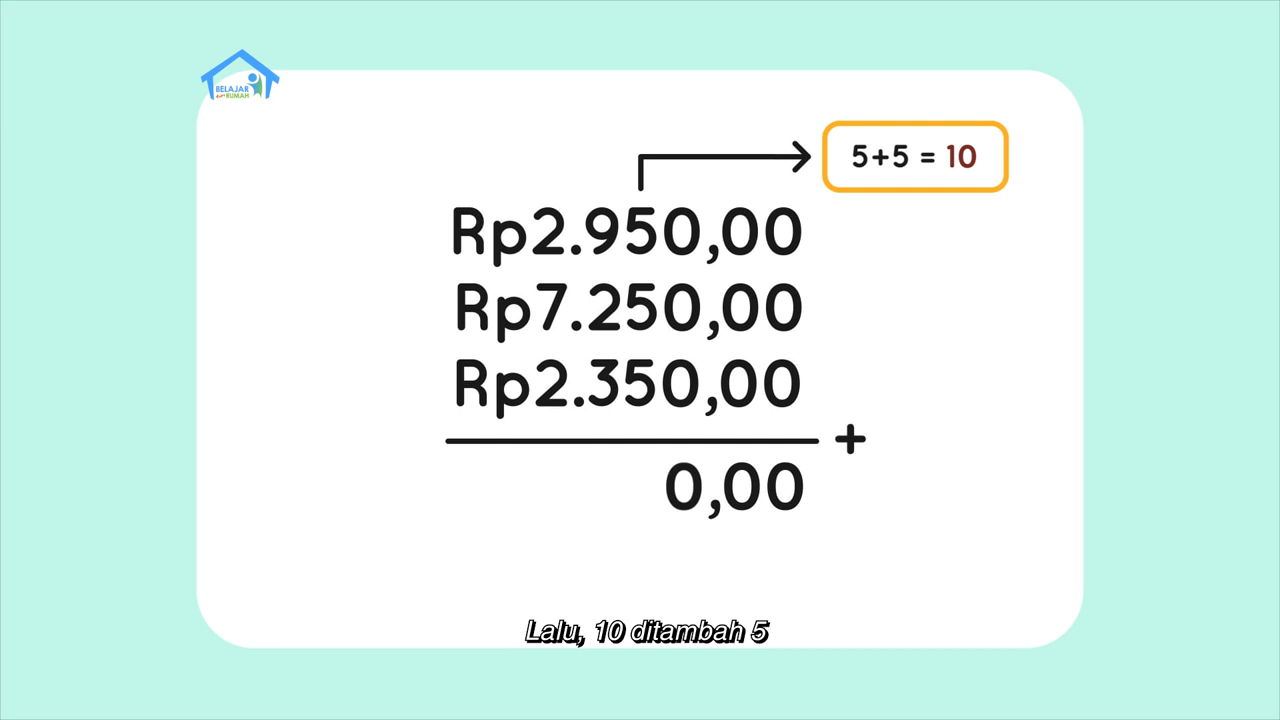 BELAJAR
dari RUMAH
5+5 = 10
Rp2.950,00
Rp7.250,00
Rp2.350,00
+
0,00
Lalu, 10 ditambah 5